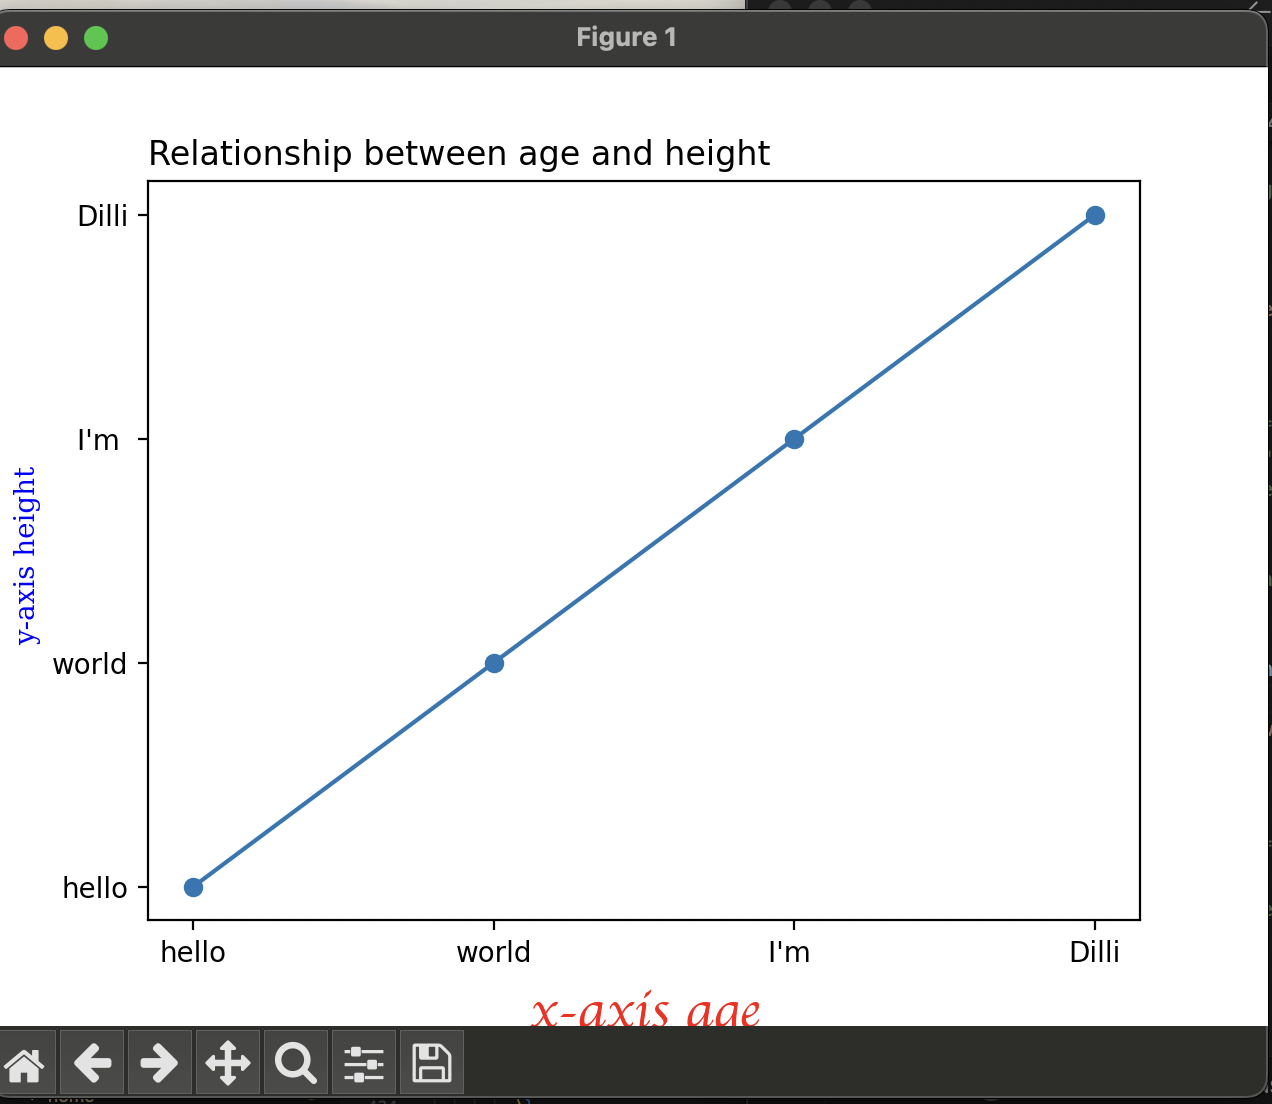 Figure 1
Relationship between age and height
Dilli
I'm
world
hello
y-axis height
hello world I'm Dilli
x-axis age